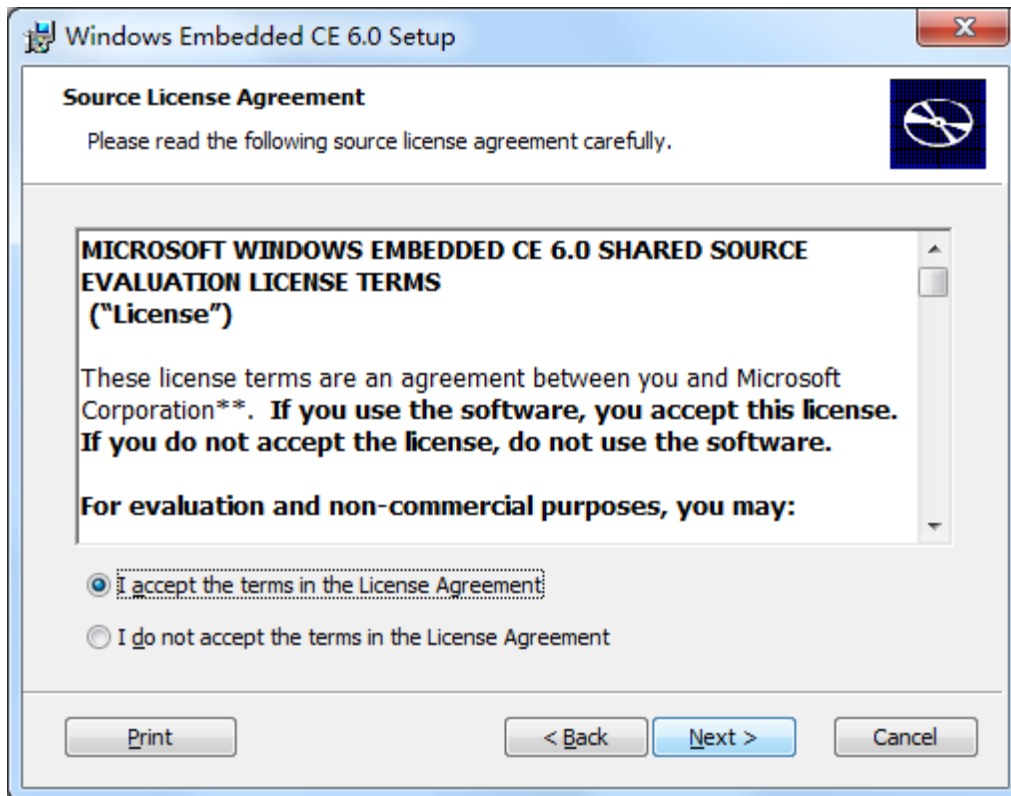 Windows Embedded CE 6.0 Setup
Source License Agreement
Please read the following source license agreement carefully.
MICROSOFT WINDOWS EMBEDDED CE 6.0 SHARED SOURCE
EVALUATION LICENSE TERMS
(“License”)
These license terms are an agreement between you and Microsoft
Corporation**. If you use the software, you accept this license.
If you do not accept the license, do not use the software.
For evaluation and non-commercial purposes, you may:
I accept the terms in the License Agreement
I do not accept the terms in the License Agreement
Print < Back Next > Cancel